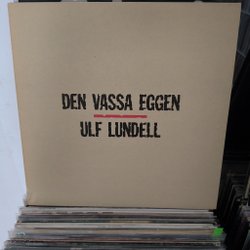 DEN VASSA EGGEN
ULF LUNDELL